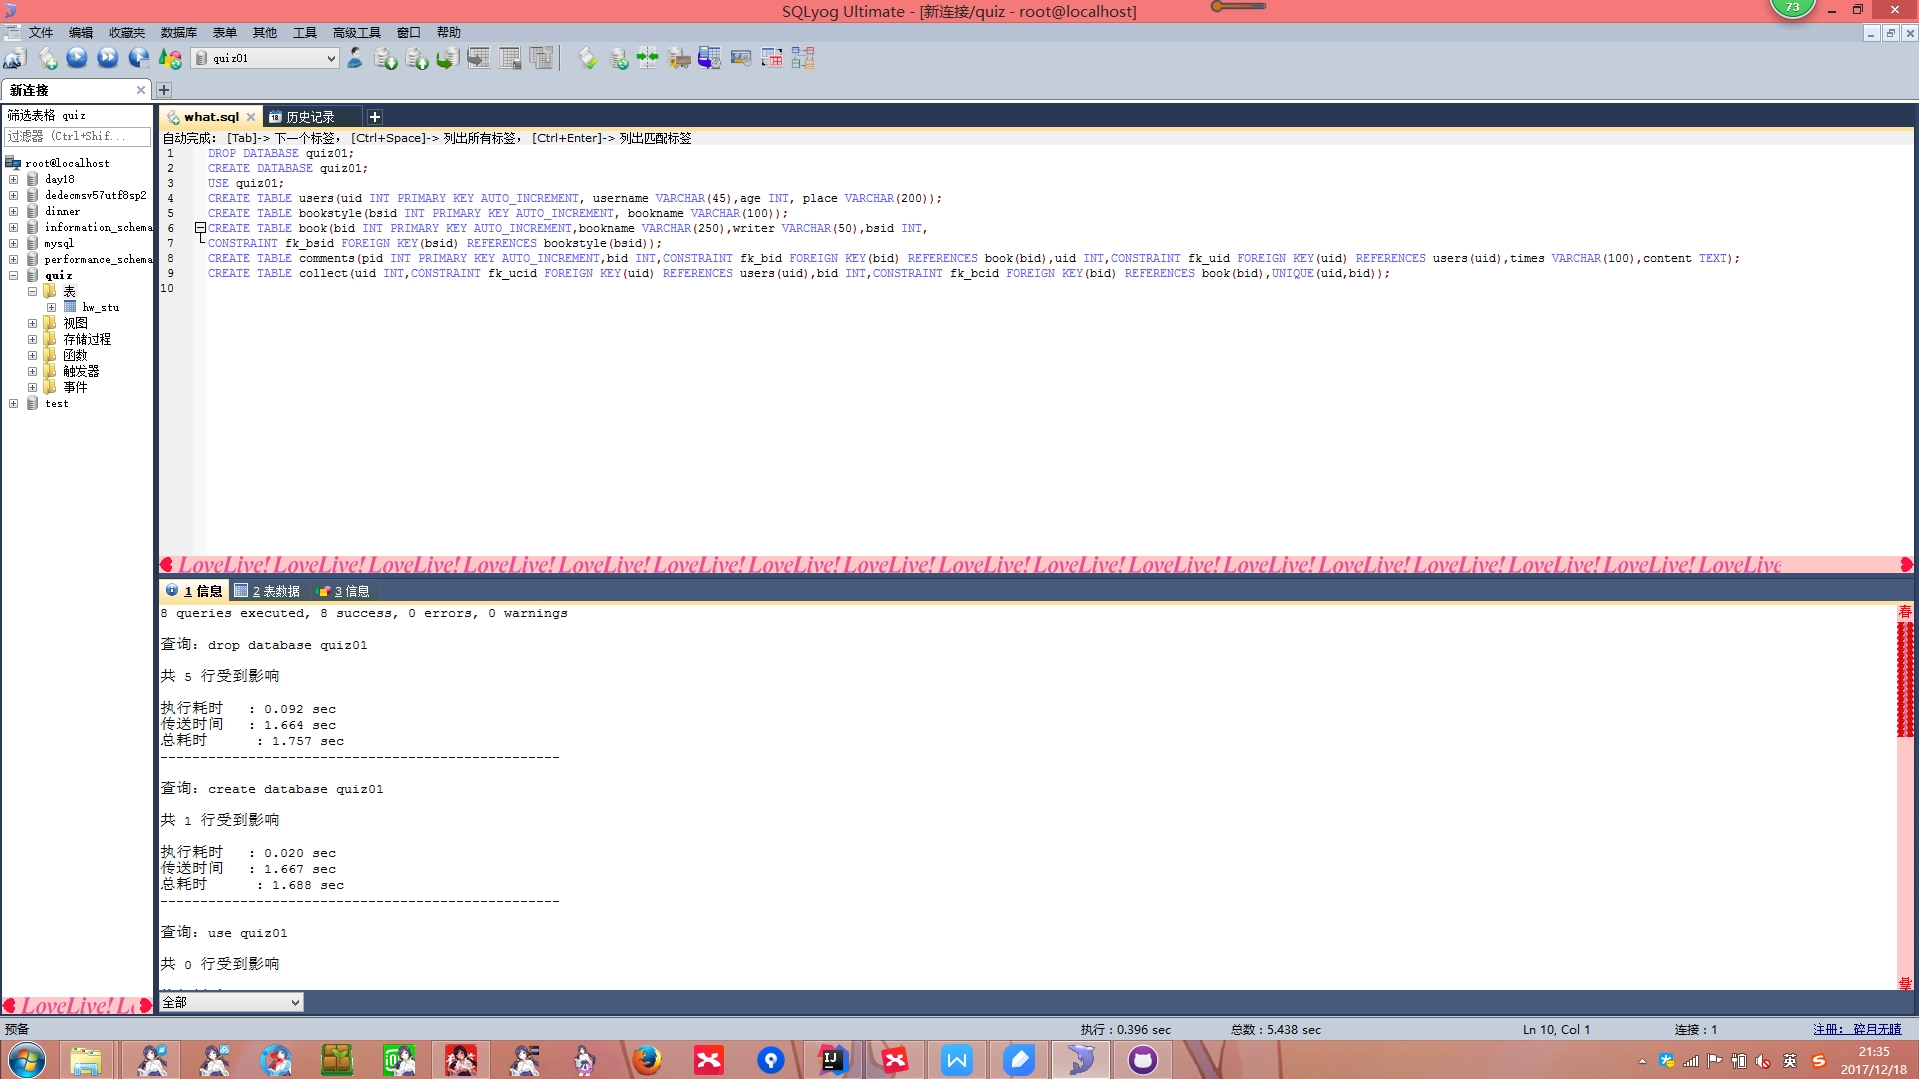 SQLyog Ultimate - [新连接/quiz - root@localhost]
73
文件 编辑 收藏夹 数据库 表单 其他 工具 高级工具 窗口 帮助
quiz01
新连接
筛选表格 quiz
过滤器 (Ctrl+Shif...
root@localhost
day18
dedecmsv57utf8sp2
dinner
information_schema
mysql
performance_schema
quiz
表
hw_stu
视图
存储过程
函数
触发器
事件
test
what.sql 历史记录
自动完成: [Tab]-> 下一个标签, [Ctrl+Space]-> 列出所有标签, [Ctrl+Enter]-> 列出匹配标签
1 DROP DATABASE quiz01;
2 CREATE DATABASE quiz01;
3 USE quiz01;
4 CREATE TABLE users(uid INT PRIMARY KEY AUTO_INCREMENT, username VARCHAR(45),age INT, place VARCHAR(200));
5 CREATE TABLE bookstyle(bsid INT PRIMARY KEY AUTO_INCREMENT, bookname VARCHAR(100));
6 CREATE TABLE book(bid INT PRIMARY KEY AUTO_INCREMENT,bookname VARCHAR(250),writer VARCHAR(50),bsid INT,
7 CONSTRAINT fk_bsid FOREIGN KEY(bsid) REFERENCES bookstyle(bsid));
8 CREATE TABLE comments(pid INT PRIMARY KEY AUTO_INCREMENT,bid INT,CONSTRAINT fk_bid FOREIGN KEY(bid) REFERENCES book(bid),uid INT,CONSTRAINT fk_uid FOREIGN KEY(uid) REFERENCES users(uid),times VARCHAR(100),content TEXT);
9 CREATE TABLE collect(uid INT,CONSTRAINT fk_ucid FOREIGN KEY(uid) REFERENCES users(uid),bid INT,CONSTRAINT fk_bcid FOREIGN KEY(bid) REFERENCES book(bid),UNIQUE(uid,bid));
10
LoveLive! LoveLive! LoveLive! LoveLive! LoveLive! LoveLive! LoveLive! LoveLive! LoveLive! LoveLive! LoveLive! LoveLive! LoveLive! LoveLive! LoveLive! LoveLive! LoveLive
1 信息 2 表数据 3 信息
8 queries executed, 8 success, 0 errors, 0 warnings
查询: drop database quiz01
共 5 行受到影响
执行耗时 : 0.092 sec
传送时间 : 1.664 sec
总耗时 : 1.757 sec
--------------------------------------------------
查询: create database quiz01
共 1 行受到影响
执行耗时 : 0.020 sec
传送时间 : 1.667 sec
总耗时 : 1.688 sec
--------------------------------------------------
查询: use quiz01
共 0 行受到影响
LoveLive! L
全部
预备
执行 : 0.396 sec
总数 : 5.438 sec
Ln 10, Col 1
连接 : 1
注册: 碎月无晴
英
21:35
2017/12/18